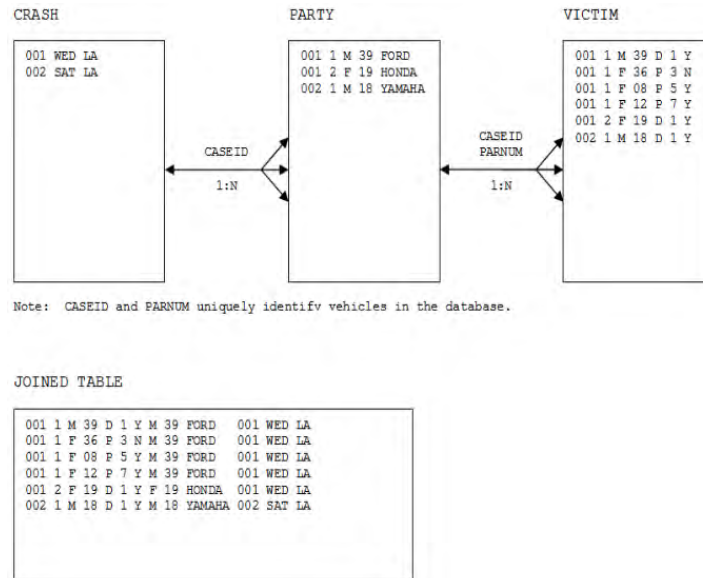 CRASH
001 WED LA
002 SAT LA
CASEID
1:N
PARTY
001 1 M 39 FORD
001 2 F 19 HONDA
002 1 M 18 YAMAHA
CASEID
PARNUM
1:N
VICTIM
001 1 M 39 D 1 Y
001 1 F 36 P 3 N
001 1 F 08 P 5 Y
001 1 F 12 P 7 Y
001 2 F 19 D 1 Y
002 1 M 18 D 1 Y
Note: CASEID and PARNUM uniquely identify vehicles in the database.
JOINED TABLE
001 1 M 39 D 1 Y M 39 FORD 001 WED LA
001 1 F 36 P 3 N M 39 FORD 001 WED LA
001 1 F 08 P 5 Y M 39 FORD 001 WED LA
001 1 F 12 P 7 Y M 39 FORD 001 WED LA
001 2 F 19 D 1 Y F 19 HONDA 001 WED LA
002 1 M 18 D 1 Y M 18 YAMAHA 002 SAT LA